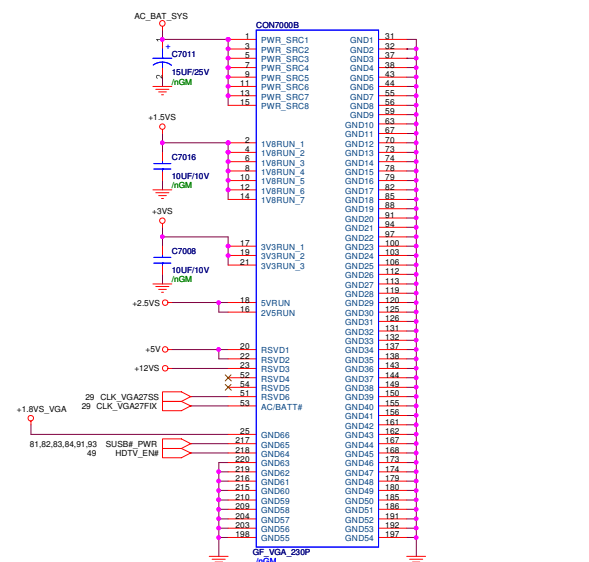 AC_BAT_SYS
CON7000B
1 PWR_SRC1
3 PWR_SRC2
5 PWR_SRC3
7 PWR_SRC4
9 PWR_SRC5
11 PWR_SRC6
13 PWR_SRC7
15 PWR_SRC8
+
2
C7011
15UF/25V
/nGM
+1.5VS
2 1V8RUN_1
4 1V8RUN_2
6 1V8RUN_3
8 1V8RUN_4
10 1V8RUN_5
12 1V8RUN_6
14 1V8RUN_7
C7016
10UF/10V
/nGM
+3VS
17 3V3RUN_1
19 3V3RUN_2
21 3V3RUN_3
C7008
10UF/10V
/nGM
+2.5VS
18 5VRUN
16 2V5RUN
+5V
20 RSVD1
22 RSVD2
+12VS 23 RSVD3
52 RSVD4
54 RSVD5
29 CLK_VGA27SS 51 RSVD6
29 CLK_VGA27FIX 53 AC/BATT#
+1.8VS_VGA
25 GND66
81,82,83,84,91,93 SUSB#_PWR 217 GND65
49 HDTV_EN# 218 GND64
220 GND63
219 GND62
216 GND61
215 GND60
210 GND59
209 GND58
204 GND57
203 GND56
198 GND55
GND1 31
GND2 32
GND3 37
GND4 38
GND5 43
GND6 44
GND7 55
GND8 56
GND9 59
GND10 63
GND11 67
GND12 70
GND13 73
GND14 74
GND15 78
GND16 79
GND17 82
GND18 85
GND19 88
GND20 91
GND21 94
GND22 97
GND23 100
GND24 103
GND25 106
GND26 112
GND27 113
GND28 119
GND29 120
GND30 125
GND31 126
GND32 131
GND33 132
GND34 137
GND35 138
GND36 143
GND37 144
GND38 149
GND39 150
GND40 155
GND41 156
GND42 161
GND43 162
GND44 167
GND45 168
GND46 173
GND47 174
GND48 179
GND49 180
GND50 185
GND51 186
GND52 191
GND53 192
GND54 197
GF_VGA_230P
/nGM